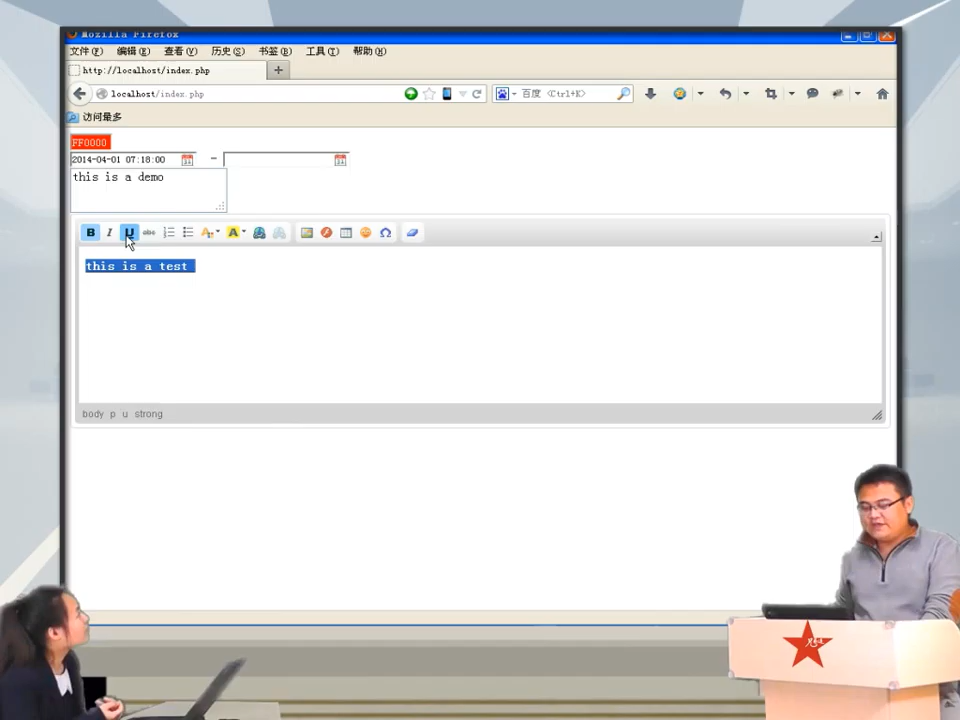 Mozilla Firefox
文件(F) 编辑(E) 查看(V) 历史(S) 书签(B) 工具(T) 帮助(H)
http://localhost/index.php +
localhost/index.php 百度 <Ctrl+K>
访问最多
FF0000
2014-04-01 07:18:00 –
this is a demo
B I U abc A A Ω
this is a test
body p u strong